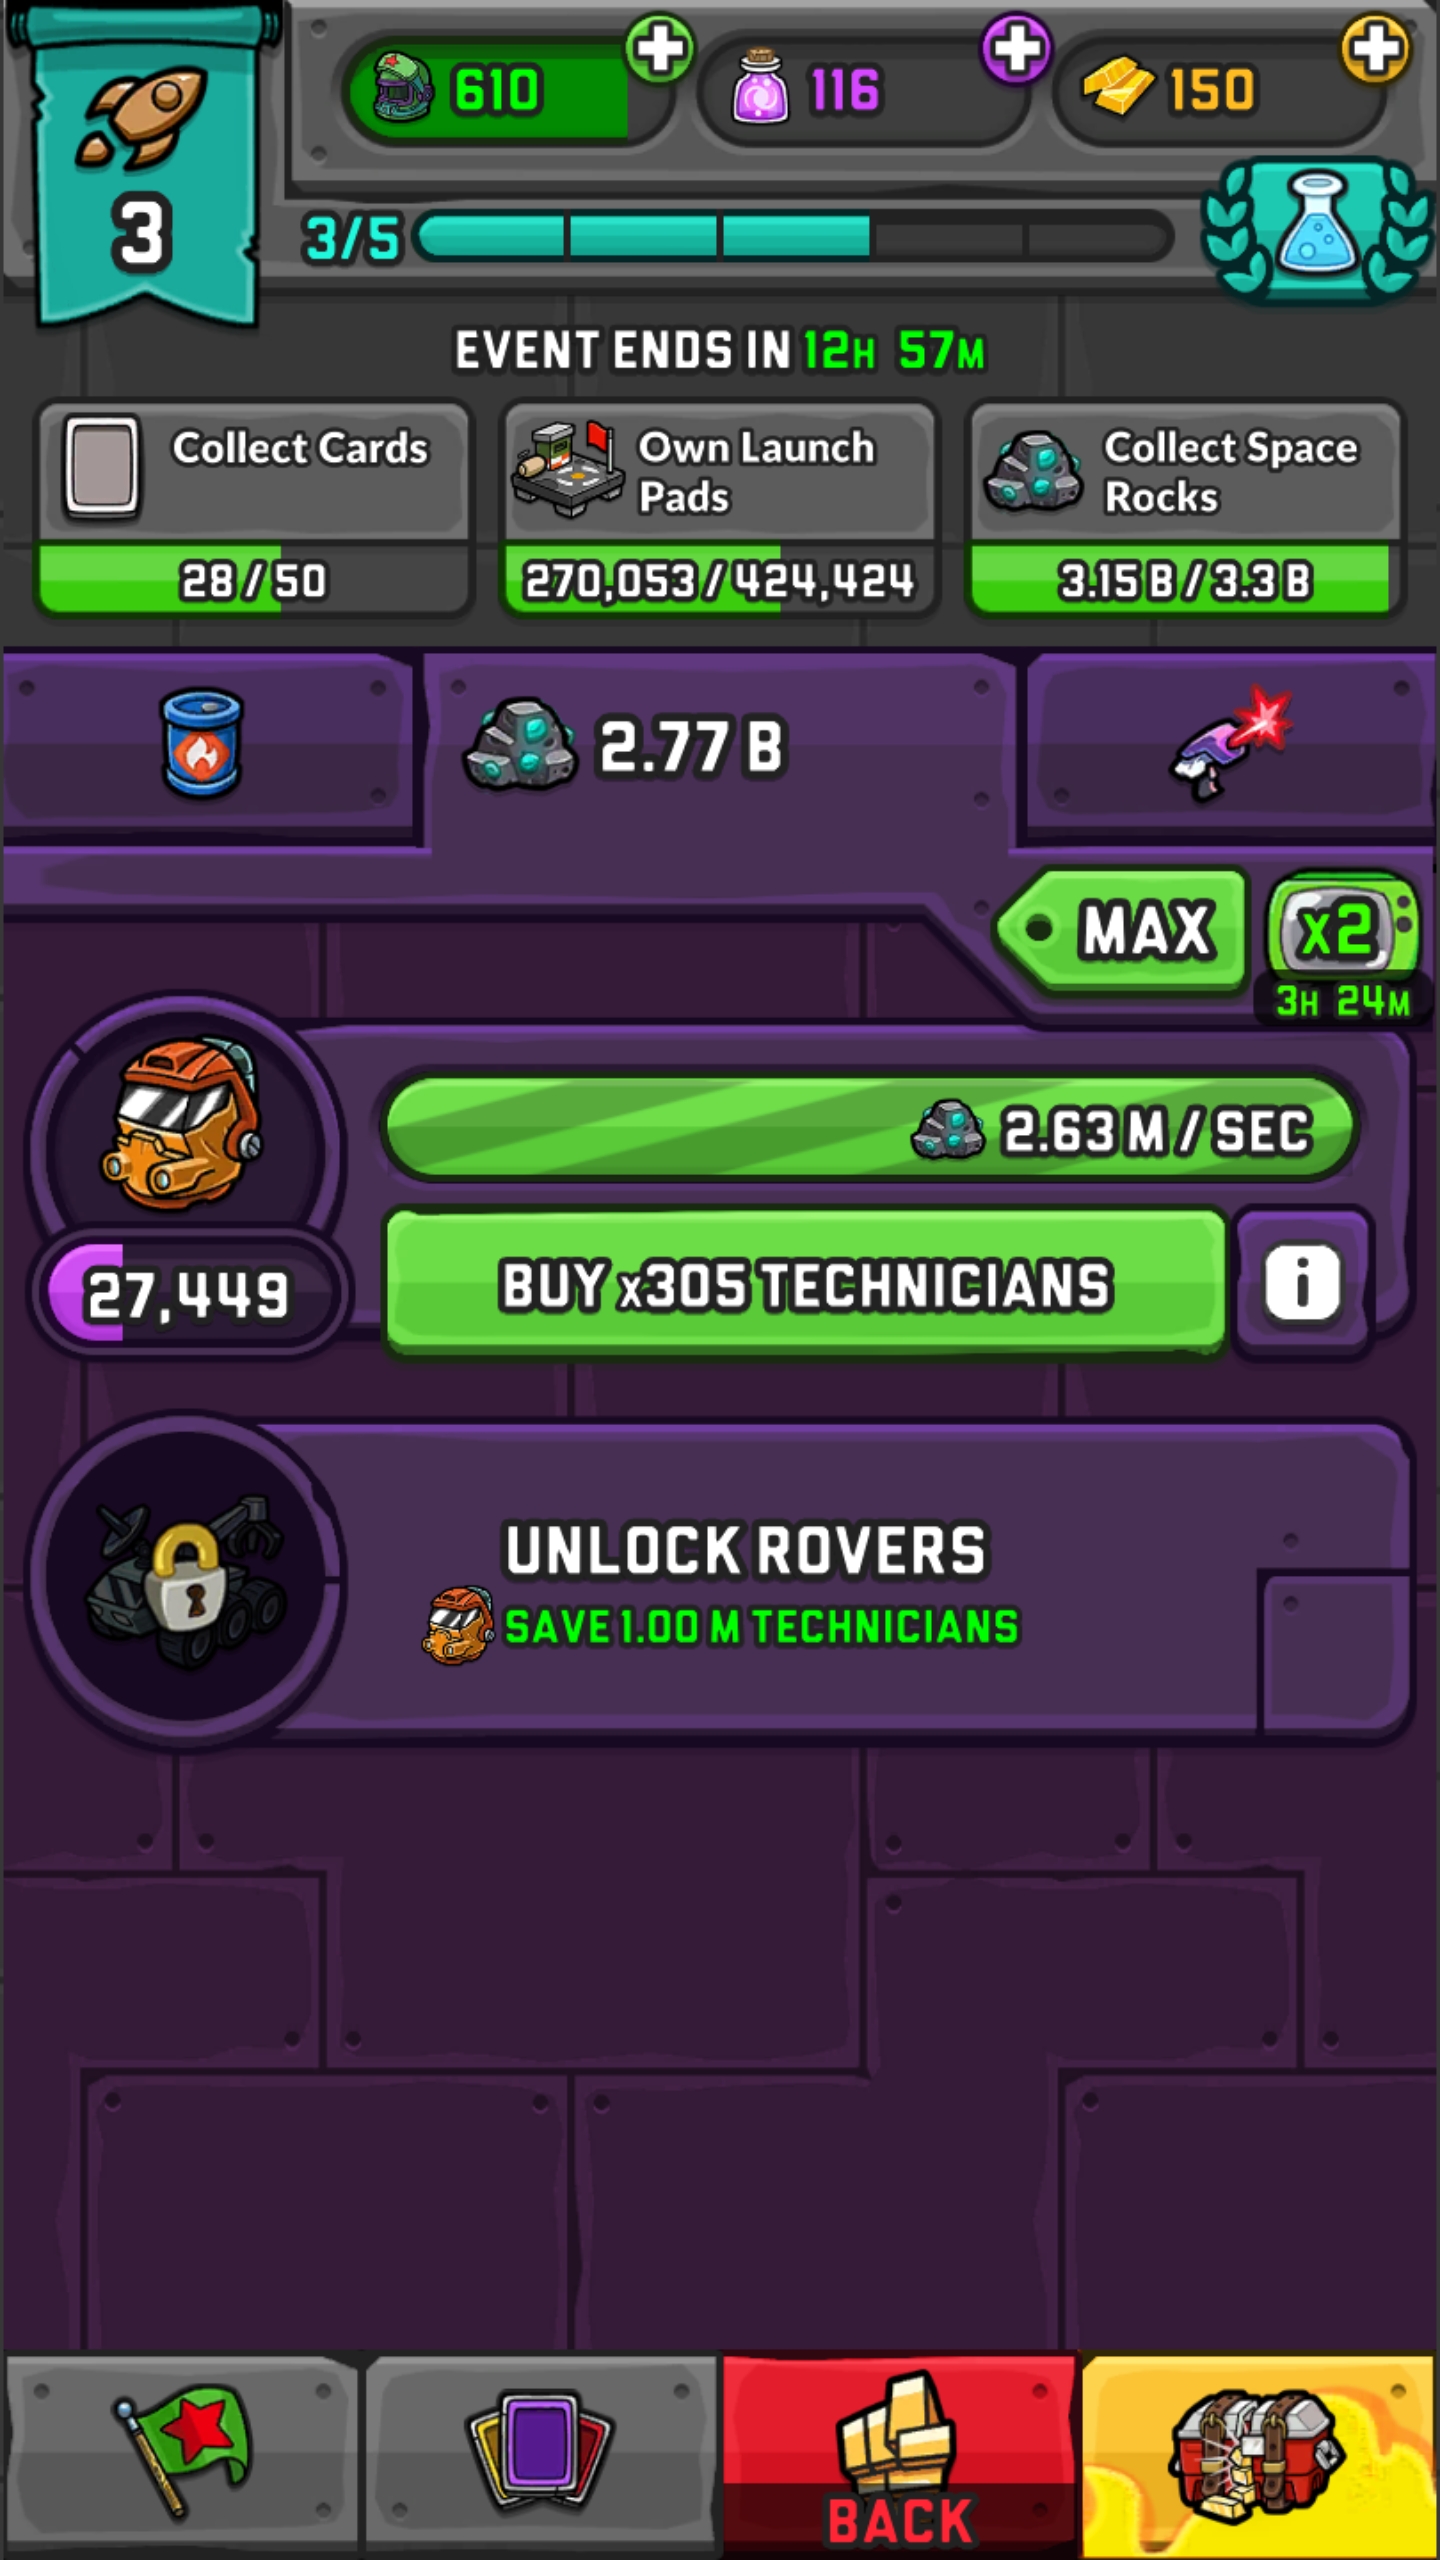 610
116
150
3
3/5
EVENT ENDS IN 12H 57M
Collect Cards
28 / 50
Own Launch
Pads
270,053 / 424,424
Collect Space
Rocks
3.15 B / 3.3 B
2.77 B
MAX
x2
3H 24M
2.63 M / SEC
27,449
BUY x305 TECHNICIANS
i
UNLOCK ROVERS
SAVE 1.00 M TECHNICIANS
BACK